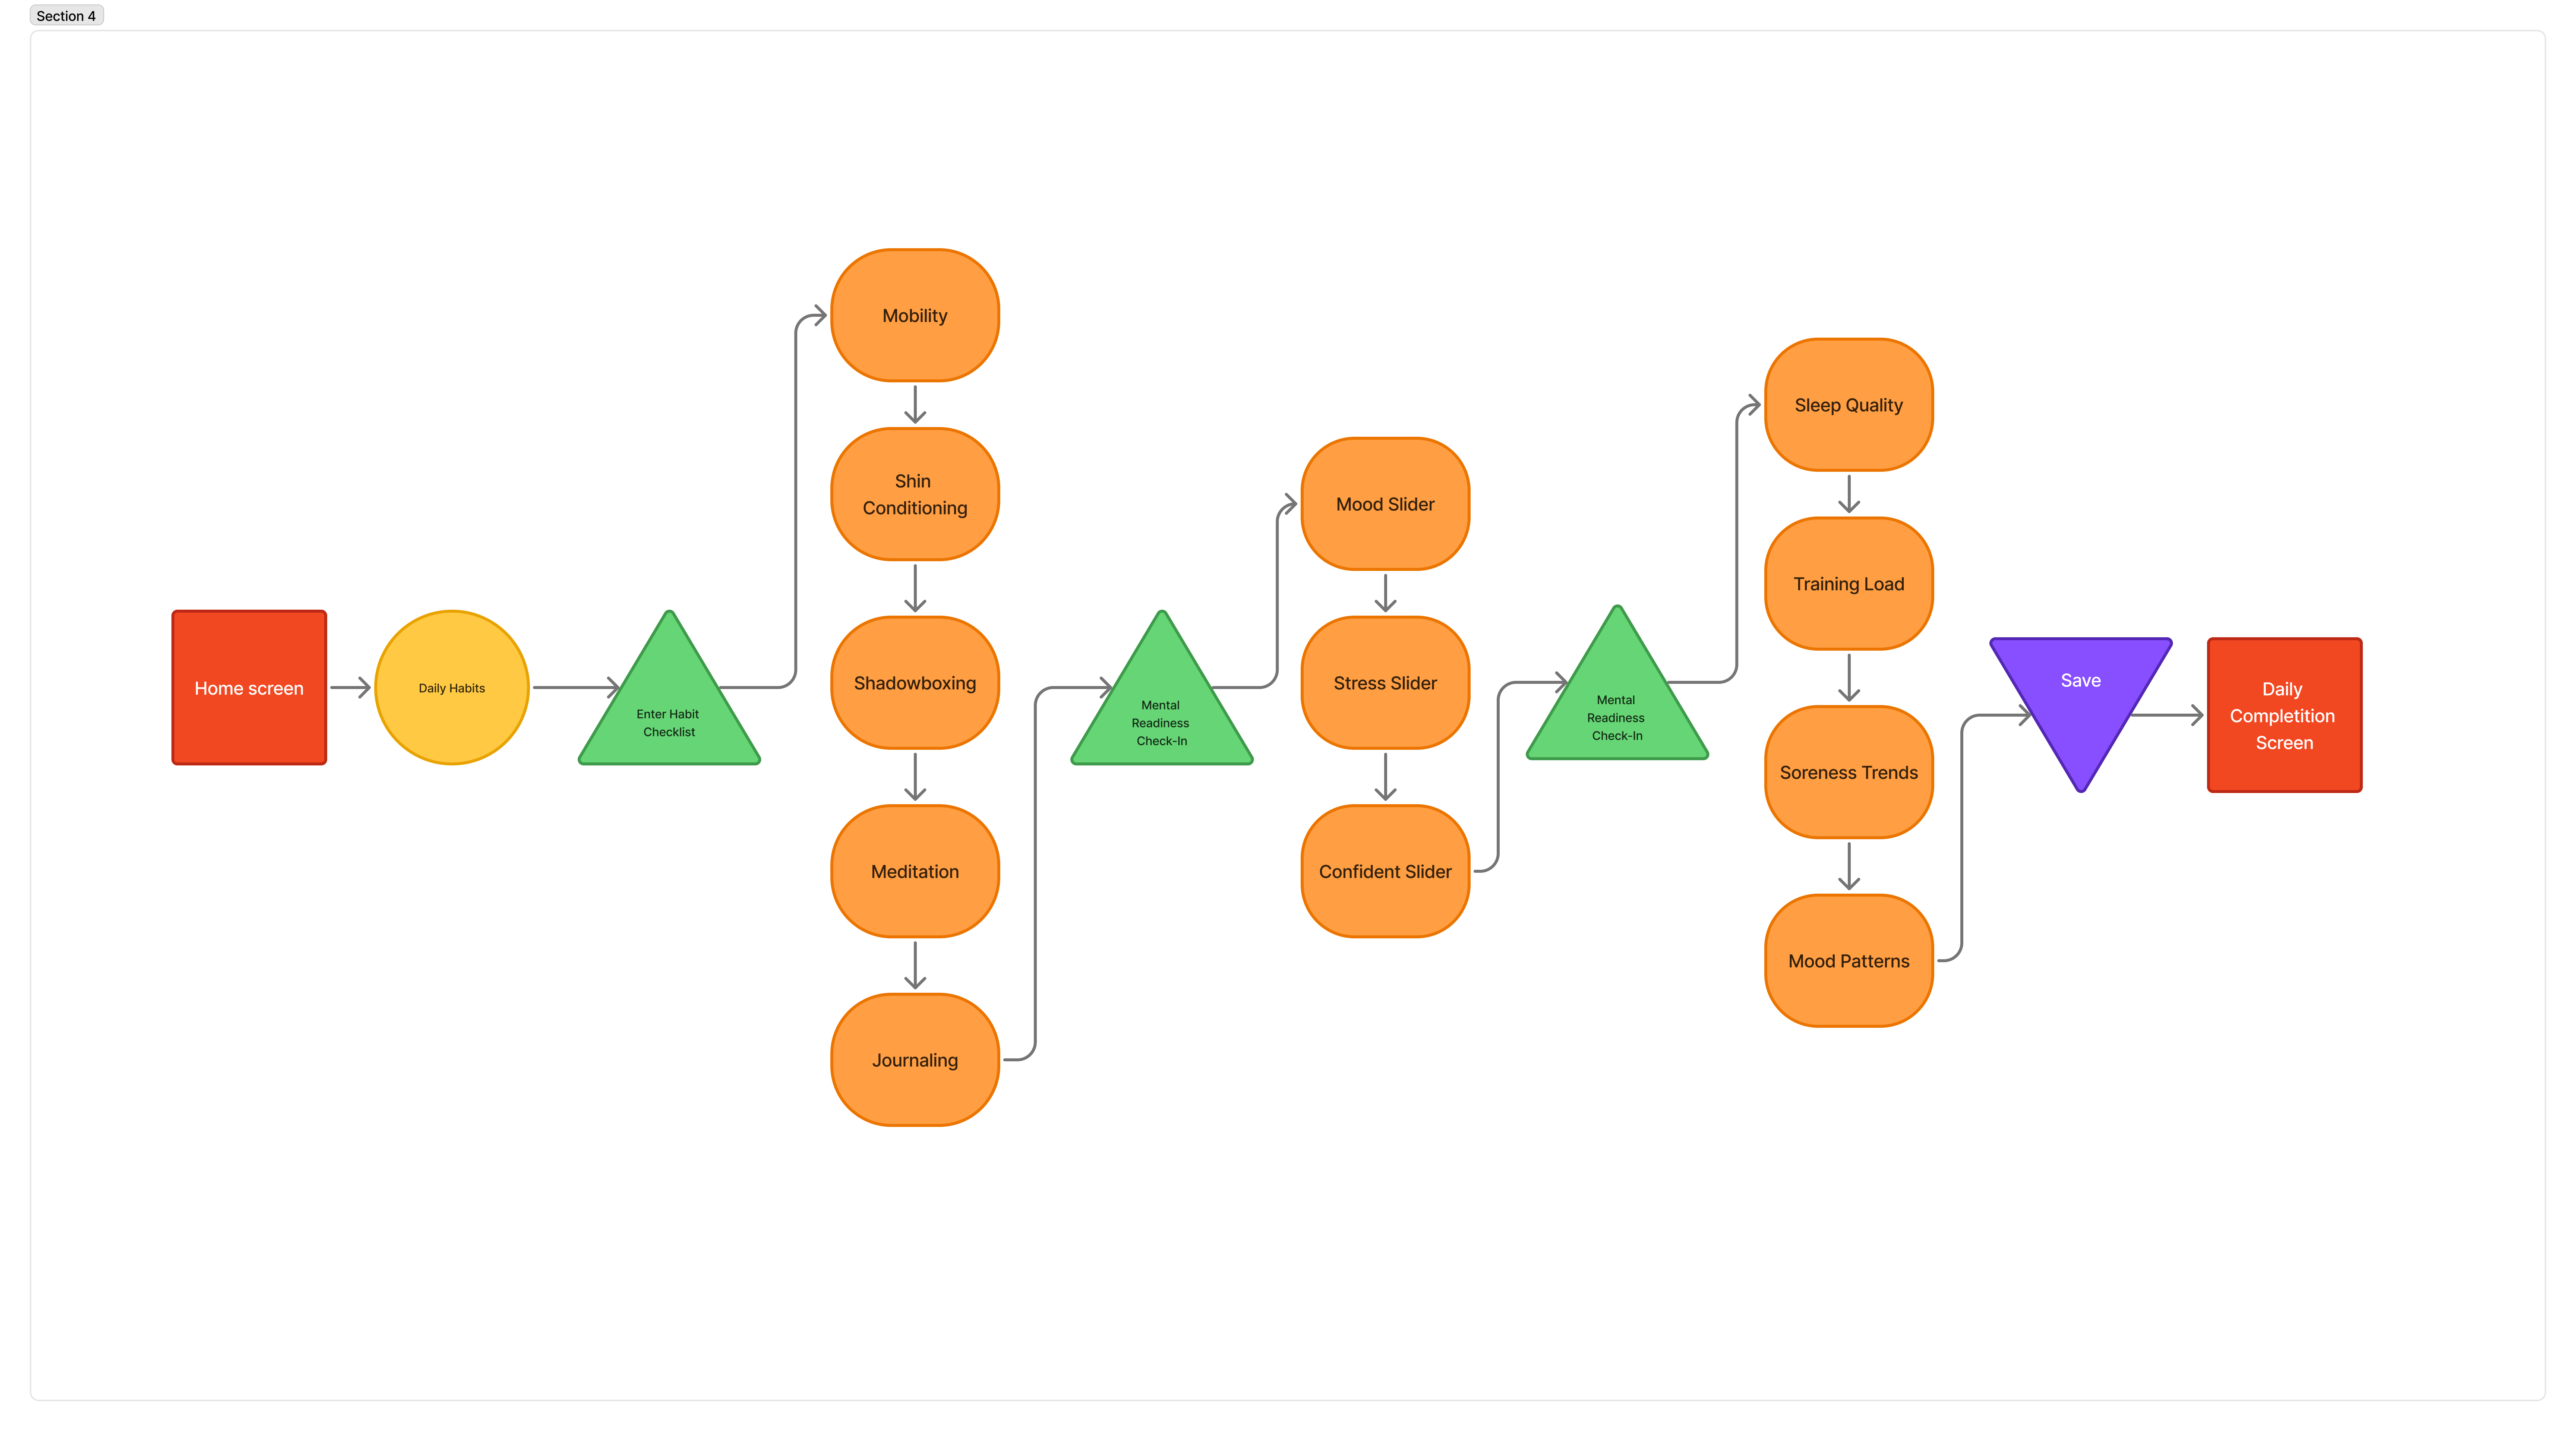 Section 4
Home screen
Daily Habits
Enter Habit
Checklist
Mobility
Shin
Conditioning
Shadowboxing
Meditation
Journaling
Mental
Readiness
Check-In
Mood Slider
Stress Slider
Confident Slider
Mental
Readiness
Check-In
Sleep Quality
Training Load
Soreness Trends
Mood Patterns
Save
Daily
Completition
Screen